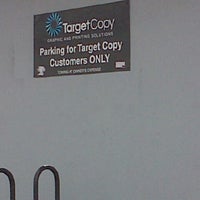 TargetCopy
GRAPHIC AND PRINTING SOLUTIONS
Parking for Target Copy
Customers ONLY
TOWING AT OWNER'S EXPENSE